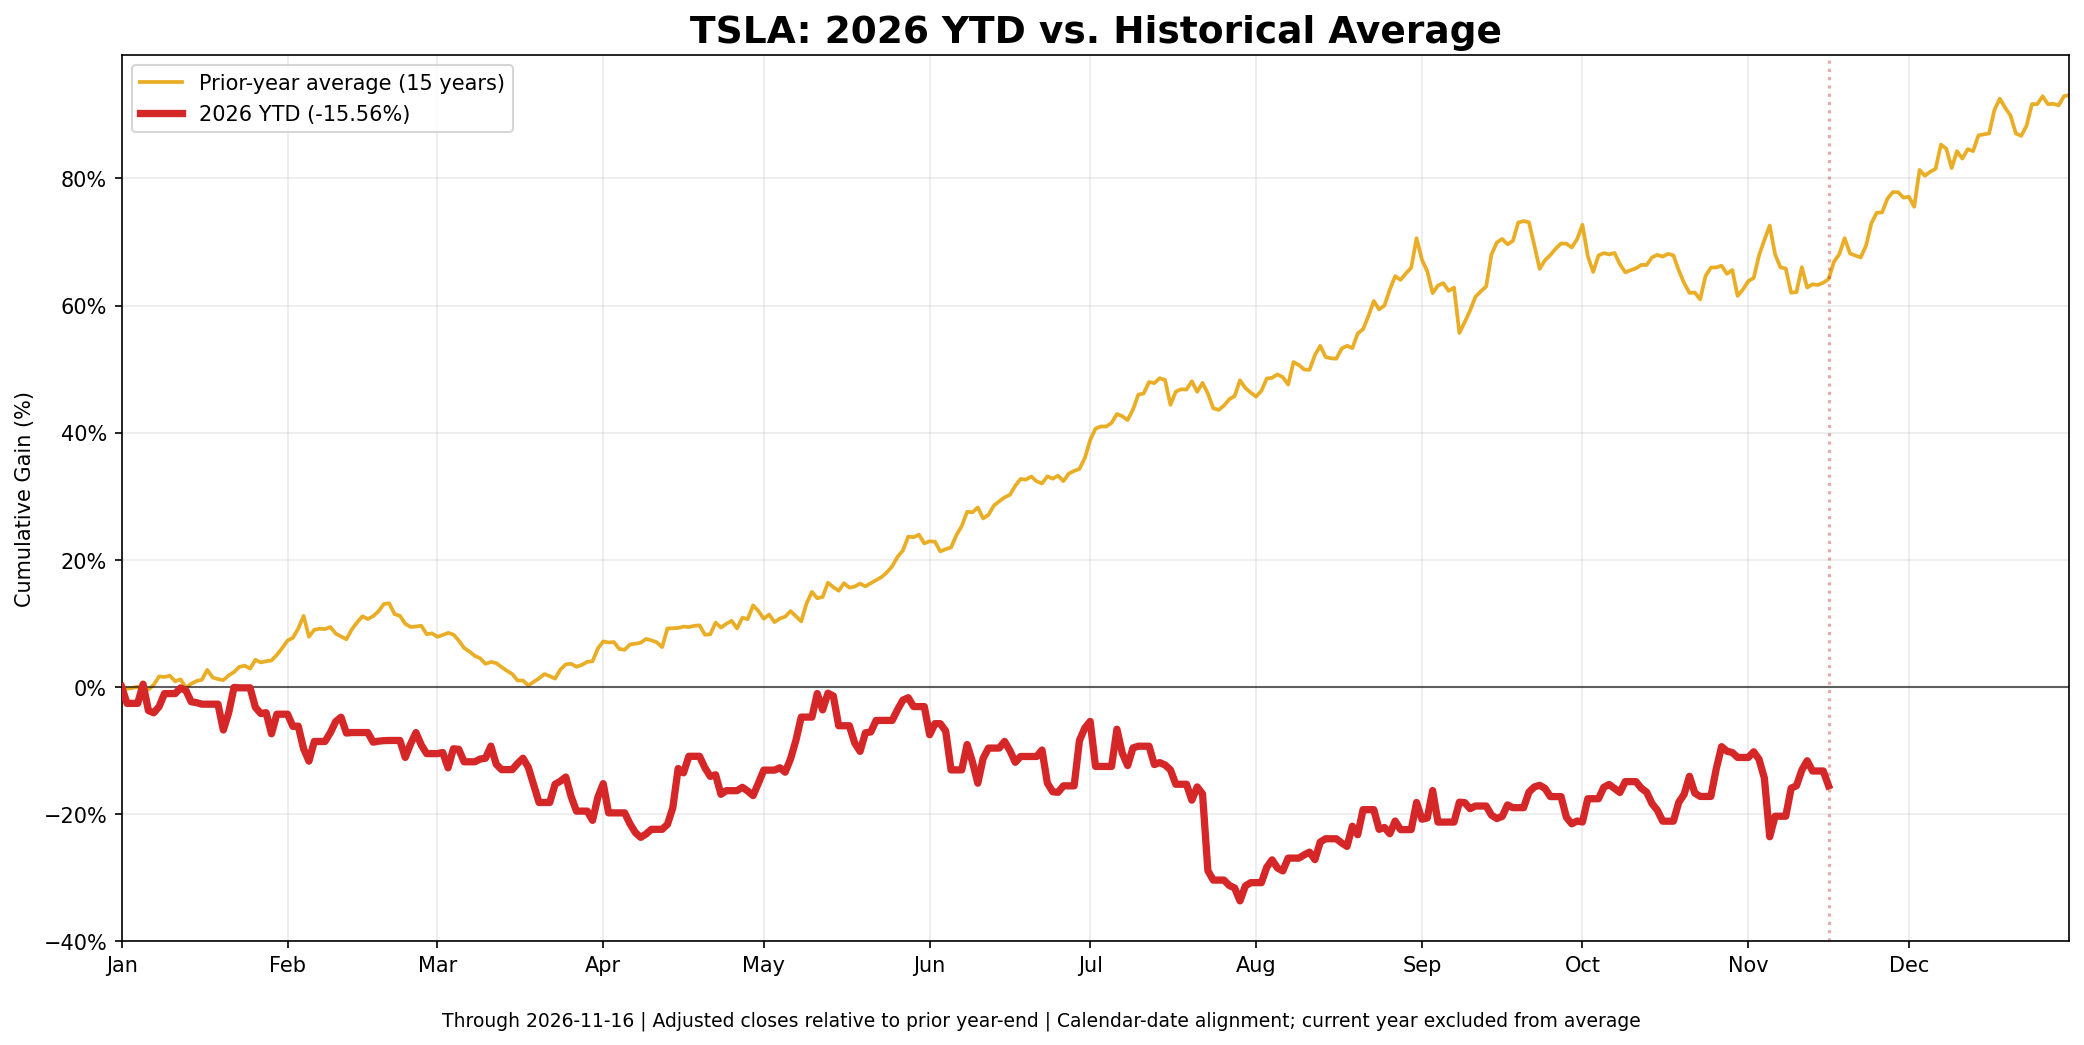 TSLA: 2026 YTD vs. Historical Average
Prior-year average (15 years)
2026 YTD (-15.56%)
Cumulative Gain (%)
80%
60%
40%
20%
0%
−20%
−40%
Jan Feb Mar Apr May Jun Jul Aug Sep Oct Nov Dec
Through 2026-11-16 | Adjusted closes relative to prior year-end | Calendar-date alignment; current year excluded from average